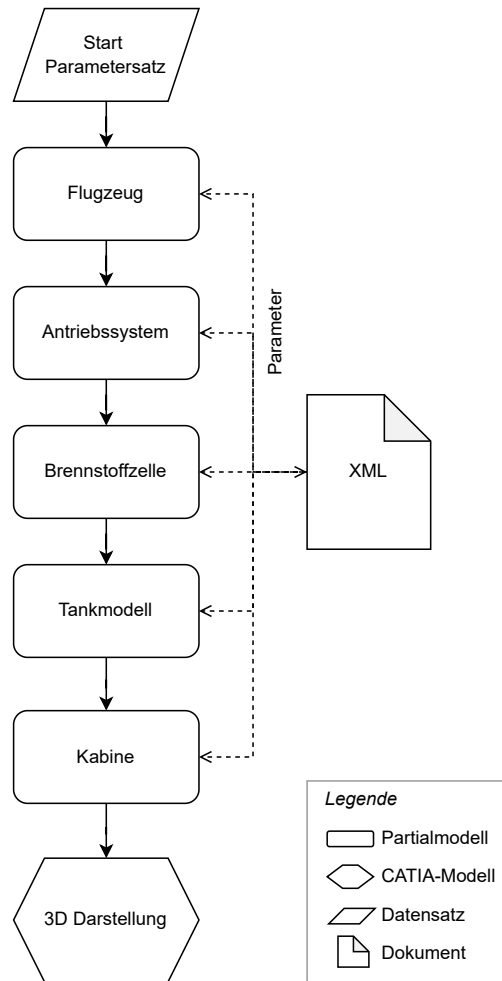 Start
Parametersatz
Flugzeug
Antriebssystem
Parameter
Brennstoffzelle
XML
Tankmodell
Kabine
3D Darstellung
Legende
Partialmodell
CATIA-Modell
Datensatz
Dokument